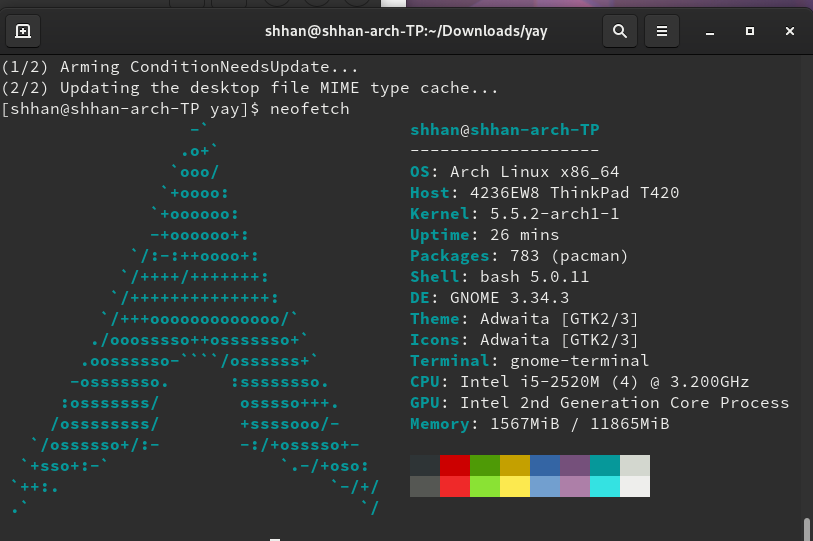 shhan@shhan-arch-TP:~/Downloads/yay
(1/2) Arming ConditionNeedsUpdate...
(2/2) Updating the desktop file MIME type cache...
[shhan@shhan-arch-TP yay]$ neofetch
                   -`                    shhan@shhan-arch-TP
                  .o+`                   -------------------
                 `ooo/                   OS: Arch Linux x86_64
                `+oooo:                  Host: 4236EW8 ThinkPad T420
               `+oooooo:                 Kernel: 5.5.2-arch1-1
               -+oooooo+:                Uptime: 26 mins
             `/:-:++oooo+:               Packages: 783 (pacman)
            `/++++/+++++++:              Shell: bash 5.0.11
           `/++++++++++++++:             DE: GNOME 3.34.3
          `/+++ooooooooooooo/`           Theme: Adwaita [GTK2/3]
         ./ooosssso++osssssso+`          Icons: Adwaita [GTK2/3]
        .oossssso-````/ossssss+`         Terminal: gnome-terminal
       -osssssso.      :ssssssso.        CPU: Intel i5-2520M (4) @ 3.200GHz
      :osssssss/        osssso+++.       GPU: Intel 2nd Generation Core Process
     /ossssssss/        +ssssooo/-       Memory: 1567MiB / 11865MiB
   `/ossssso+/:-        -:/+osssso+-
  `+sso+:-`                 `.-/+oso:
 `++:.                           `-/+/
 .`                                 `/